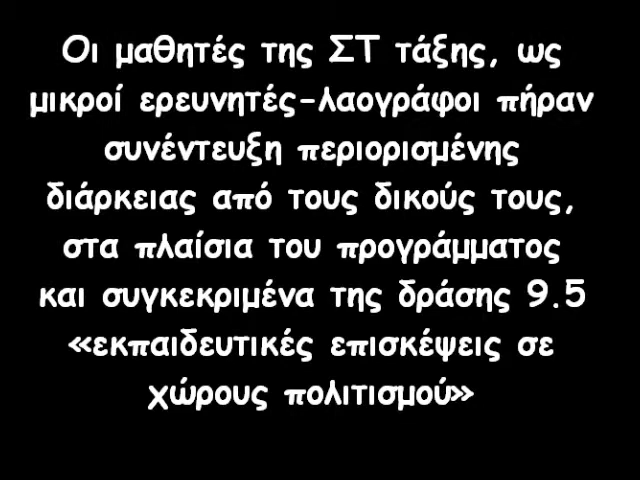 Οι μαθητές της ΣΤ τάξης, ως
μικροί ερευνητές-λαογράφοι πήραν
συνέντευξη περιορισμένης
διάρκειας από τους δικούς τους,
στα πλαίσια του προγράμματος
και συγκεκριμένα της δράσης 9.5
«εκπαιδευτικές επισκέψεις σε
χώρους πολιτισμού»